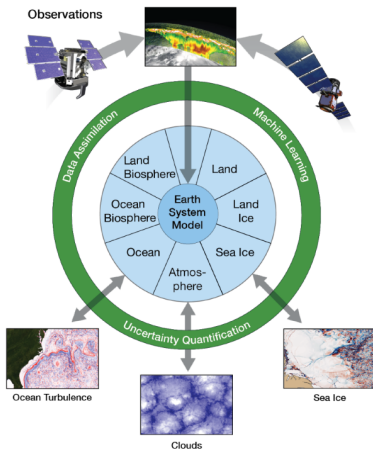 Observations
Data Assimilation
Machine Learning
Land
Biosphere
Land
Ocean
Biosphere
Earth
System
Model
Land
Ice
Ocean
Atmos-
phere
Sea Ice
Uncertainty Quantification
Ocean Turbulence
Clouds
Sea Ice